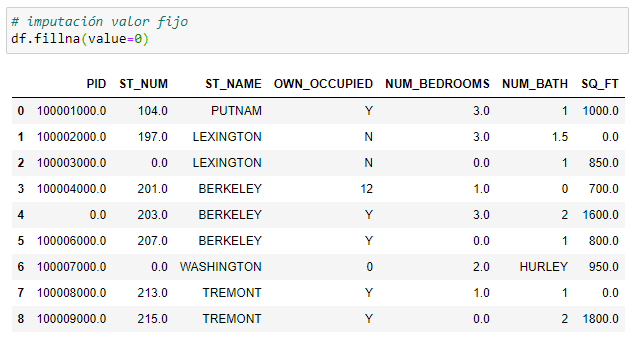 # imputación valor fijo
df.fillna(value=0)
PID ST_NUM ST_NAME OWN_OCCUPIED NUM_BEDROOMS NUM_BATH SQ_FT
0 100001000.0 104.0 PUTNAM Y 3.0 1 1000.0
1 100002000.0 197.0 LEXINGTON N 3.0 1.5 0.0
2 100003000.0 0.0 LEXINGTON N 0.0 1 850.0
3 100004000.0 201.0 BERKELEY 12 1.0 0 700.0
4 0.0 203.0 BERKELEY Y 3.0 2 1600.0
5 100006000.0 207.0 BERKELEY Y 0.0 1 800.0
6 100007000.0 0.0 WASHINGTON 0 2.0 HURLEY 950.0
7 100008000.0 213.0 TREMONT Y 1.0 1 0.0
8 100009000.0 215.0 TREMONT Y 0.0 2 1800.0